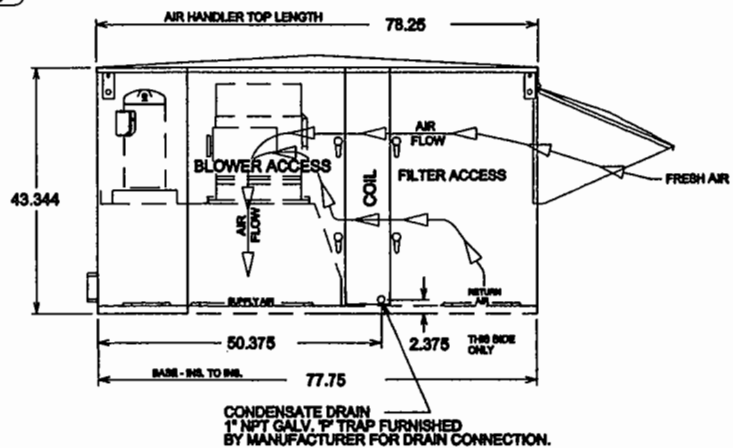 AIR HANDLER TOP LENGTH
78.25
AIR
FLOW
BLOWER ACCESS
COIL
FILTER ACCESS
FRESH AIR
43.344
AIR
FLOW
SUPPLY AIR
RETURN
AIR
50.375
2.375
THIS SIDE
ONLY
BASE - INS. TO INS.
77.75
CONDENSATE DRAIN
1" NPT GALV. "P" TRAP FURNISHED
BY MANUFACTURER FOR DRAIN CONNECTION.